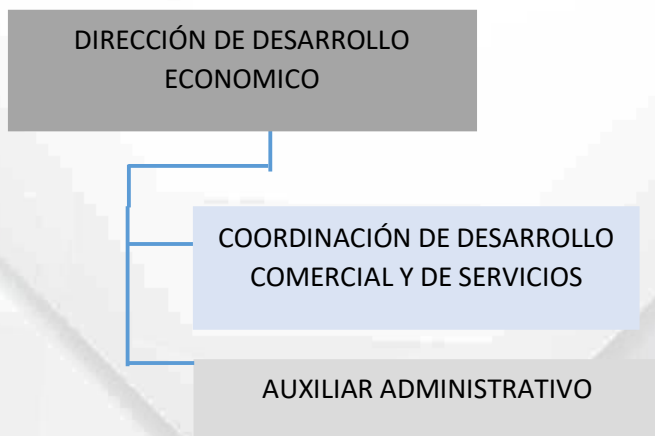 DIRECCIÓN DE DESARROLLO
ECONOMICO
COORDINACIÓN DE DESARROLLO
COMERCIAL Y DE SERVICIOS
AUXILIAR ADMINISTRATIVO